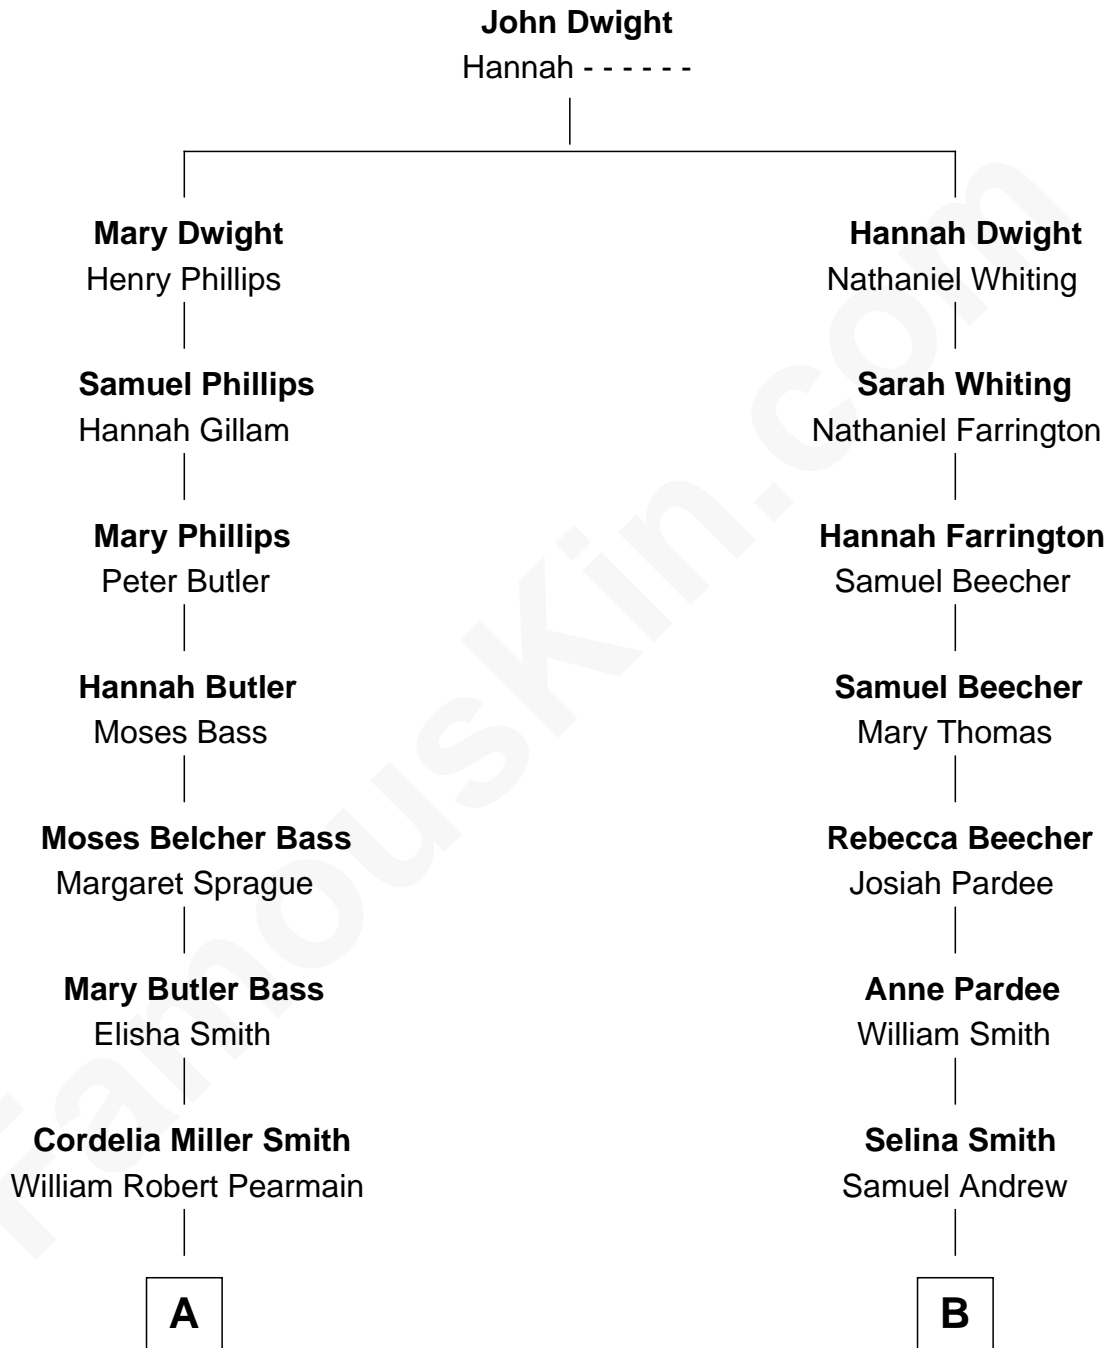 John Dwight
Hannah - - - - - -
Mary Dwight
Henry Phillips
Hannah Dwight
Nathaniel Whiting
Samuel Phillips
Hannah Gillam
Sarah Whiting
Nathaniel Farrington
Mary Phillips
Peter Butler
Hannah Farrington
Samuel Beecher
Hannah Butler
Moses Bass
Samuel Beecher
Mary Thomas
Moses Belcher Bass
Margaret Sprague
Rebecca Beecher
Josiah Pardee
Mary Butler Bass
Elisha Smith
Anne Pardee
William Smith
Cordelia Miller Smith
William Robert Pearmain
Selina Smith
Samuel Andrew
A
B
FamousKin.com